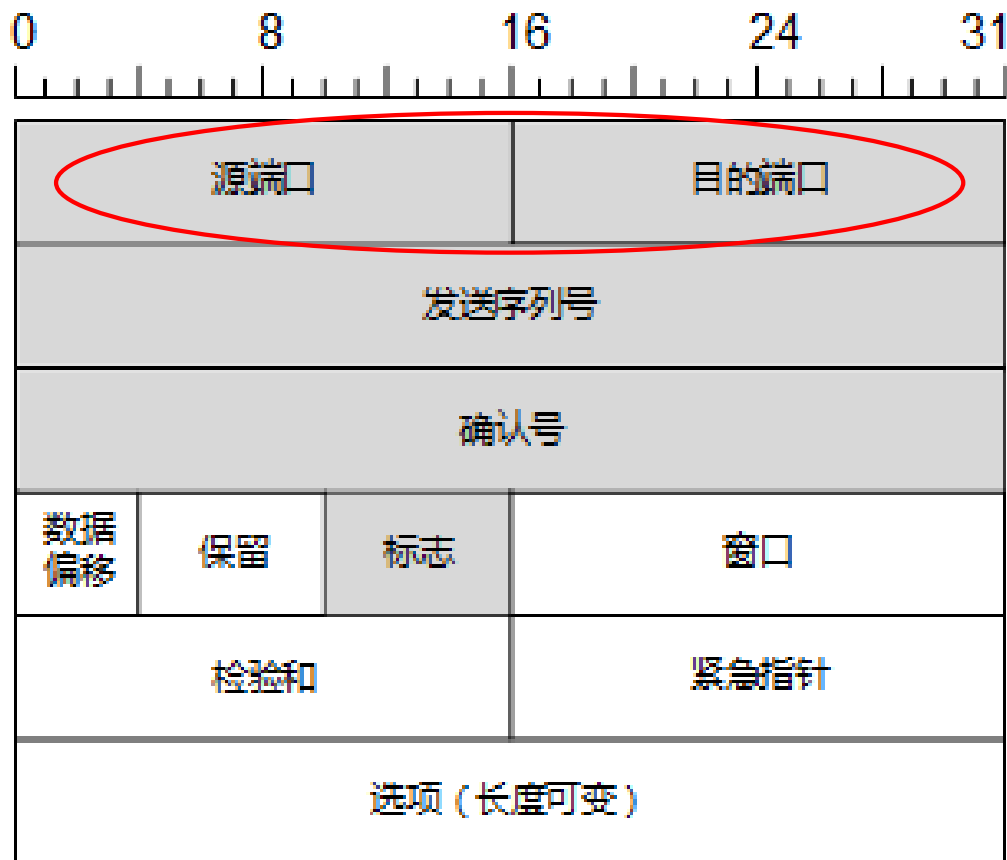 0 8 16 24 31
源端口 目的端口
发送序列号
确认号
数据
偏移 保留 标志 窗口
检验和 紧急指针
选项（长度可变）